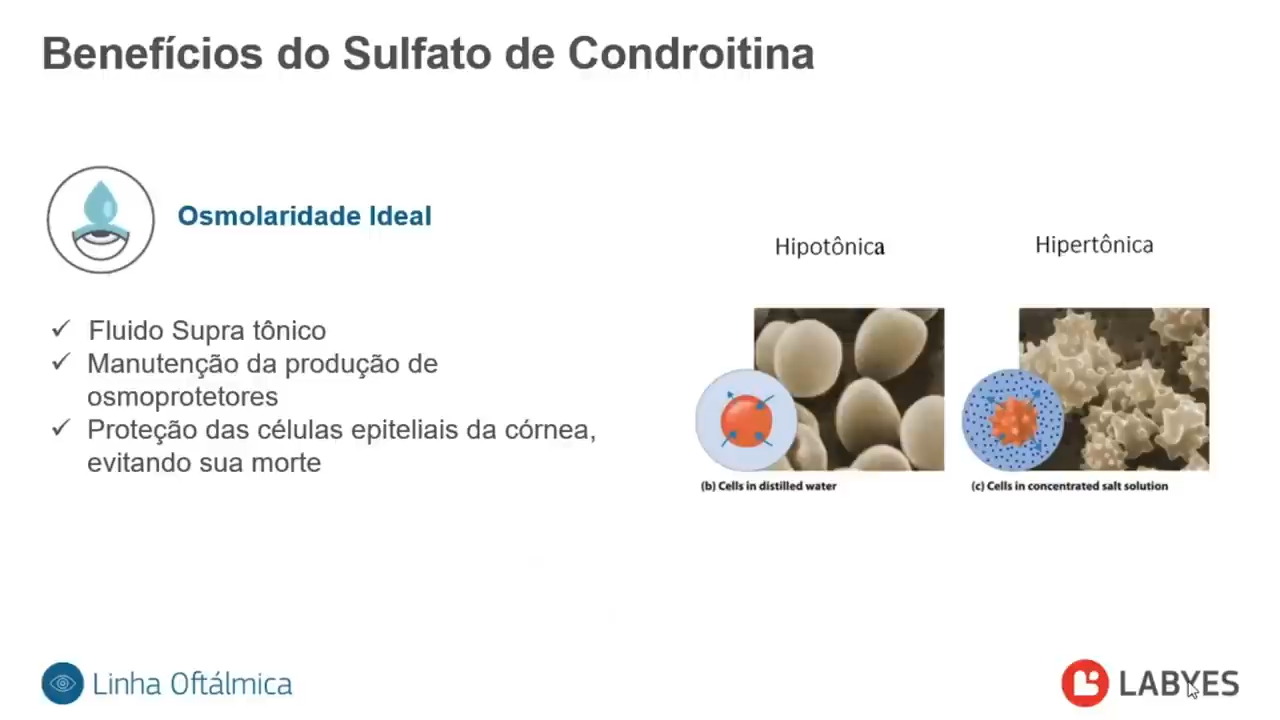 Benefícios do Sulfato de Condroitina
Osmolaridade Ideal
✓ Fluido Supra tônico
✓ Manutenção da produção de
osmoprotetores
✓ Proteção das células epiteliais da córnea,
evitando sua morte
Hipotônica
Hipertônica
(b) Cells in distilled water
(c) Cells in concentrated salt solution
Linha Oftálmica
LABYES